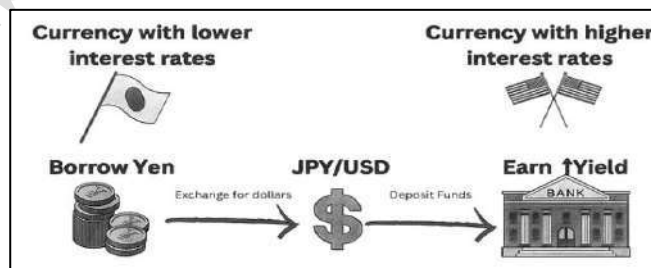 Currency with lower
interest rates
Currency with higher
interest rates
Borrow Yen
JPY/USD
Earn ↑Yield
Exchange for dollars
Deposit Funds
BANK